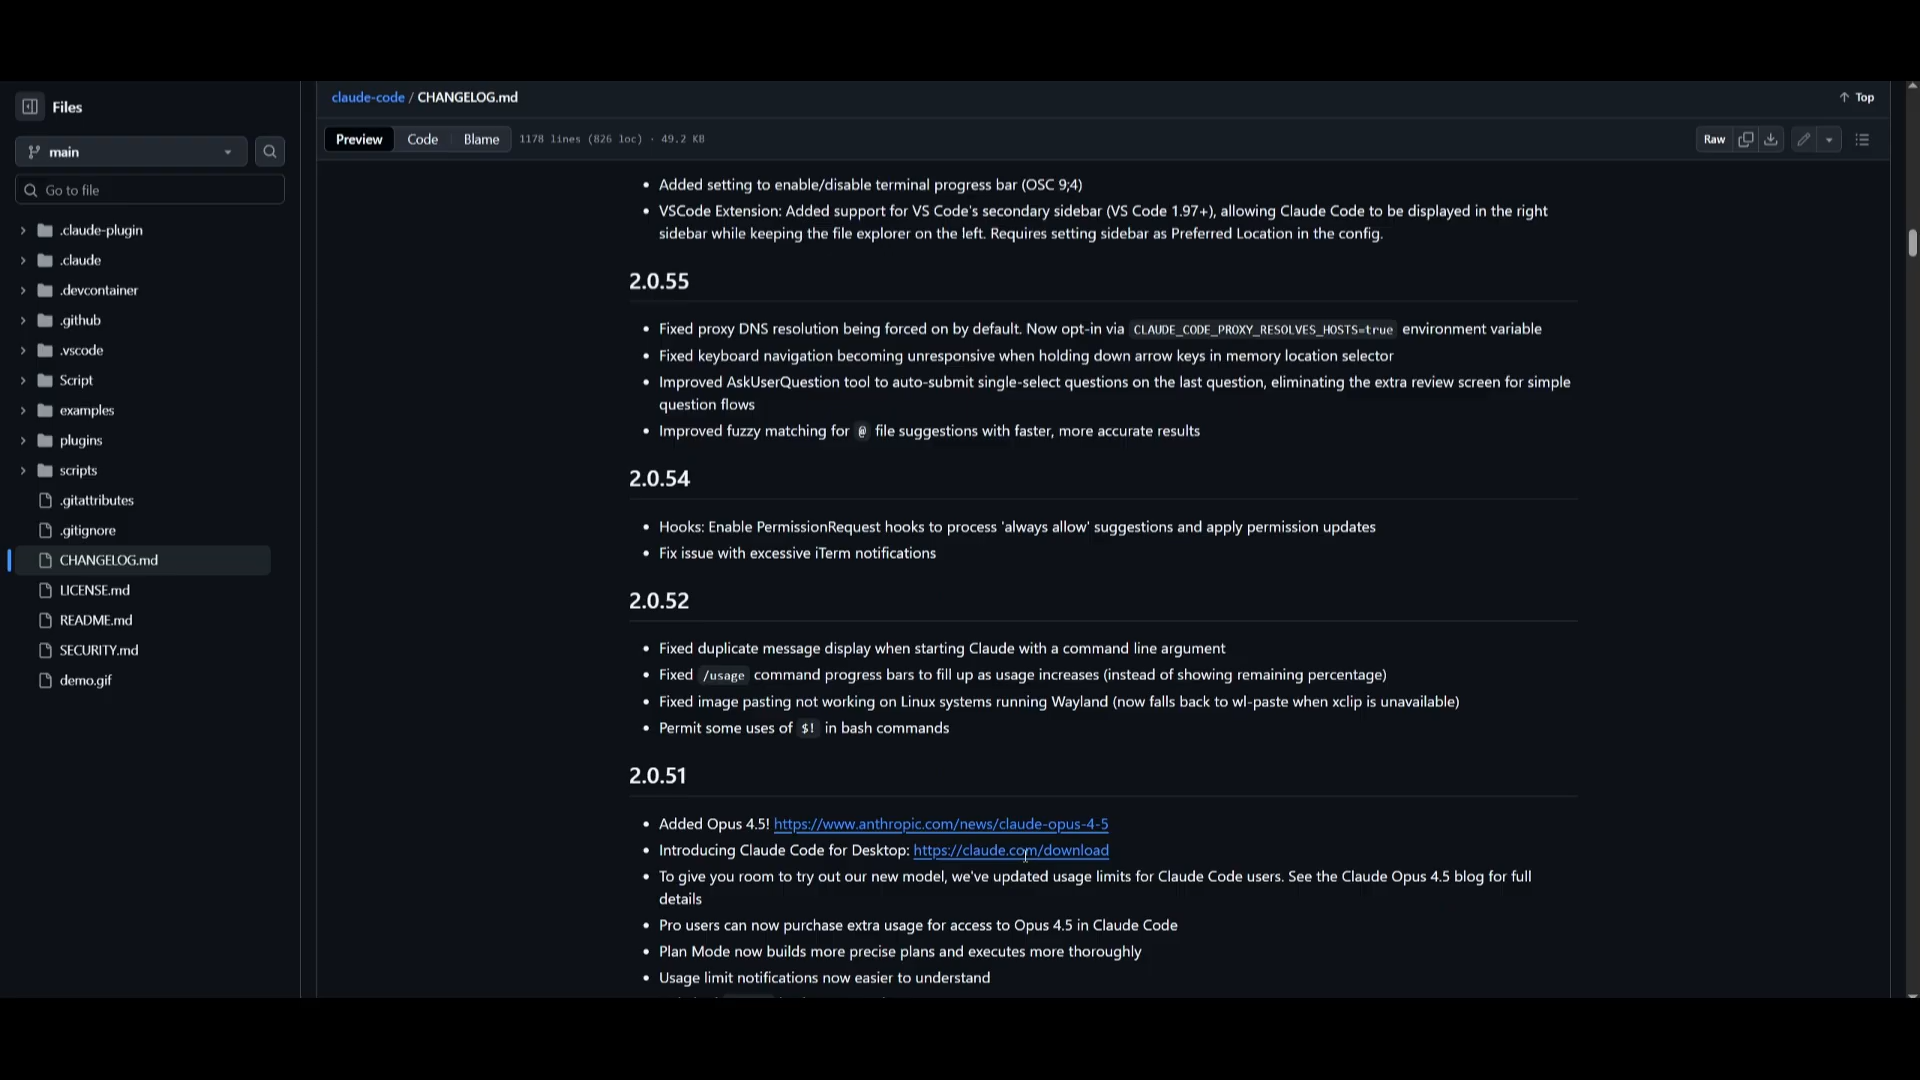 Files
main
Go to file
.claude-plugin
.claude
.devcontainer
.github
.vscode
Script
examples
plugins
scripts
.gitattributes
.gitignore
CHANGELOG.md
LICENSE.md
README.md
SECURITY.md
demo.gif
claude-code / CHANGELOG.md
Top
Preview Code Blame 1178 lines (826 loc) · 49.2 KB
Raw
• Added setting to enable/disable terminal progress bar (OSC 9;4)
• VSCode Extension: Added support for VS Code's secondary sidebar (VS Code 1.97+), allowing Claude Code to be displayed in the right
sidebar while keeping the file explorer on the left. Requires setting sidebar as Preferred Location in the config.
2.0.55
• Fixed proxy DNS resolution being forced on by default. Now opt-in via CLAUDE_CODE_PROXY_RESOLVES_HOSTS=true environment variable
• Fixed keyboard navigation becoming unresponsive when holding down arrow keys in memory location selector
• Improved AskUserQuestion tool to auto-submit single-select questions on the last question, eliminating the extra review screen for simple
question flows
• Improved fuzzy matching for @ file suggestions with faster, more accurate results
2.0.54
• Hooks: Enable PermissionRequest hooks to process 'always allow' suggestions and apply permission updates
• Fix issue with excessive iTerm notifications
2.0.52
• Fixed duplicate message display when starting Claude with a command line argument
• Fixed /usage command progress bars to fill up as usage increases (instead of showing remaining percentage)
• Fixed image pasting not working on Linux systems running Wayland (now falls back to wl-paste when xclip is unavailable)
• Permit some uses of $! in bash commands
2.0.51
• Added Opus 4.5! https://www.anthropic.com/news/claude-opus-4-5
• Introducing Claude Code for Desktop: https://claude.com/download
• To give you room to try out our new model, we've updated usage limits for Claude Code users. See the Claude Opus 4.5 blog for full
details
• Pro users can now purchase extra usage for access to Opus 4.5 in Claude Code
• Plan Mode now builds more precise plans and executes more thoroughly
• Usage limit notifications now easier to understand